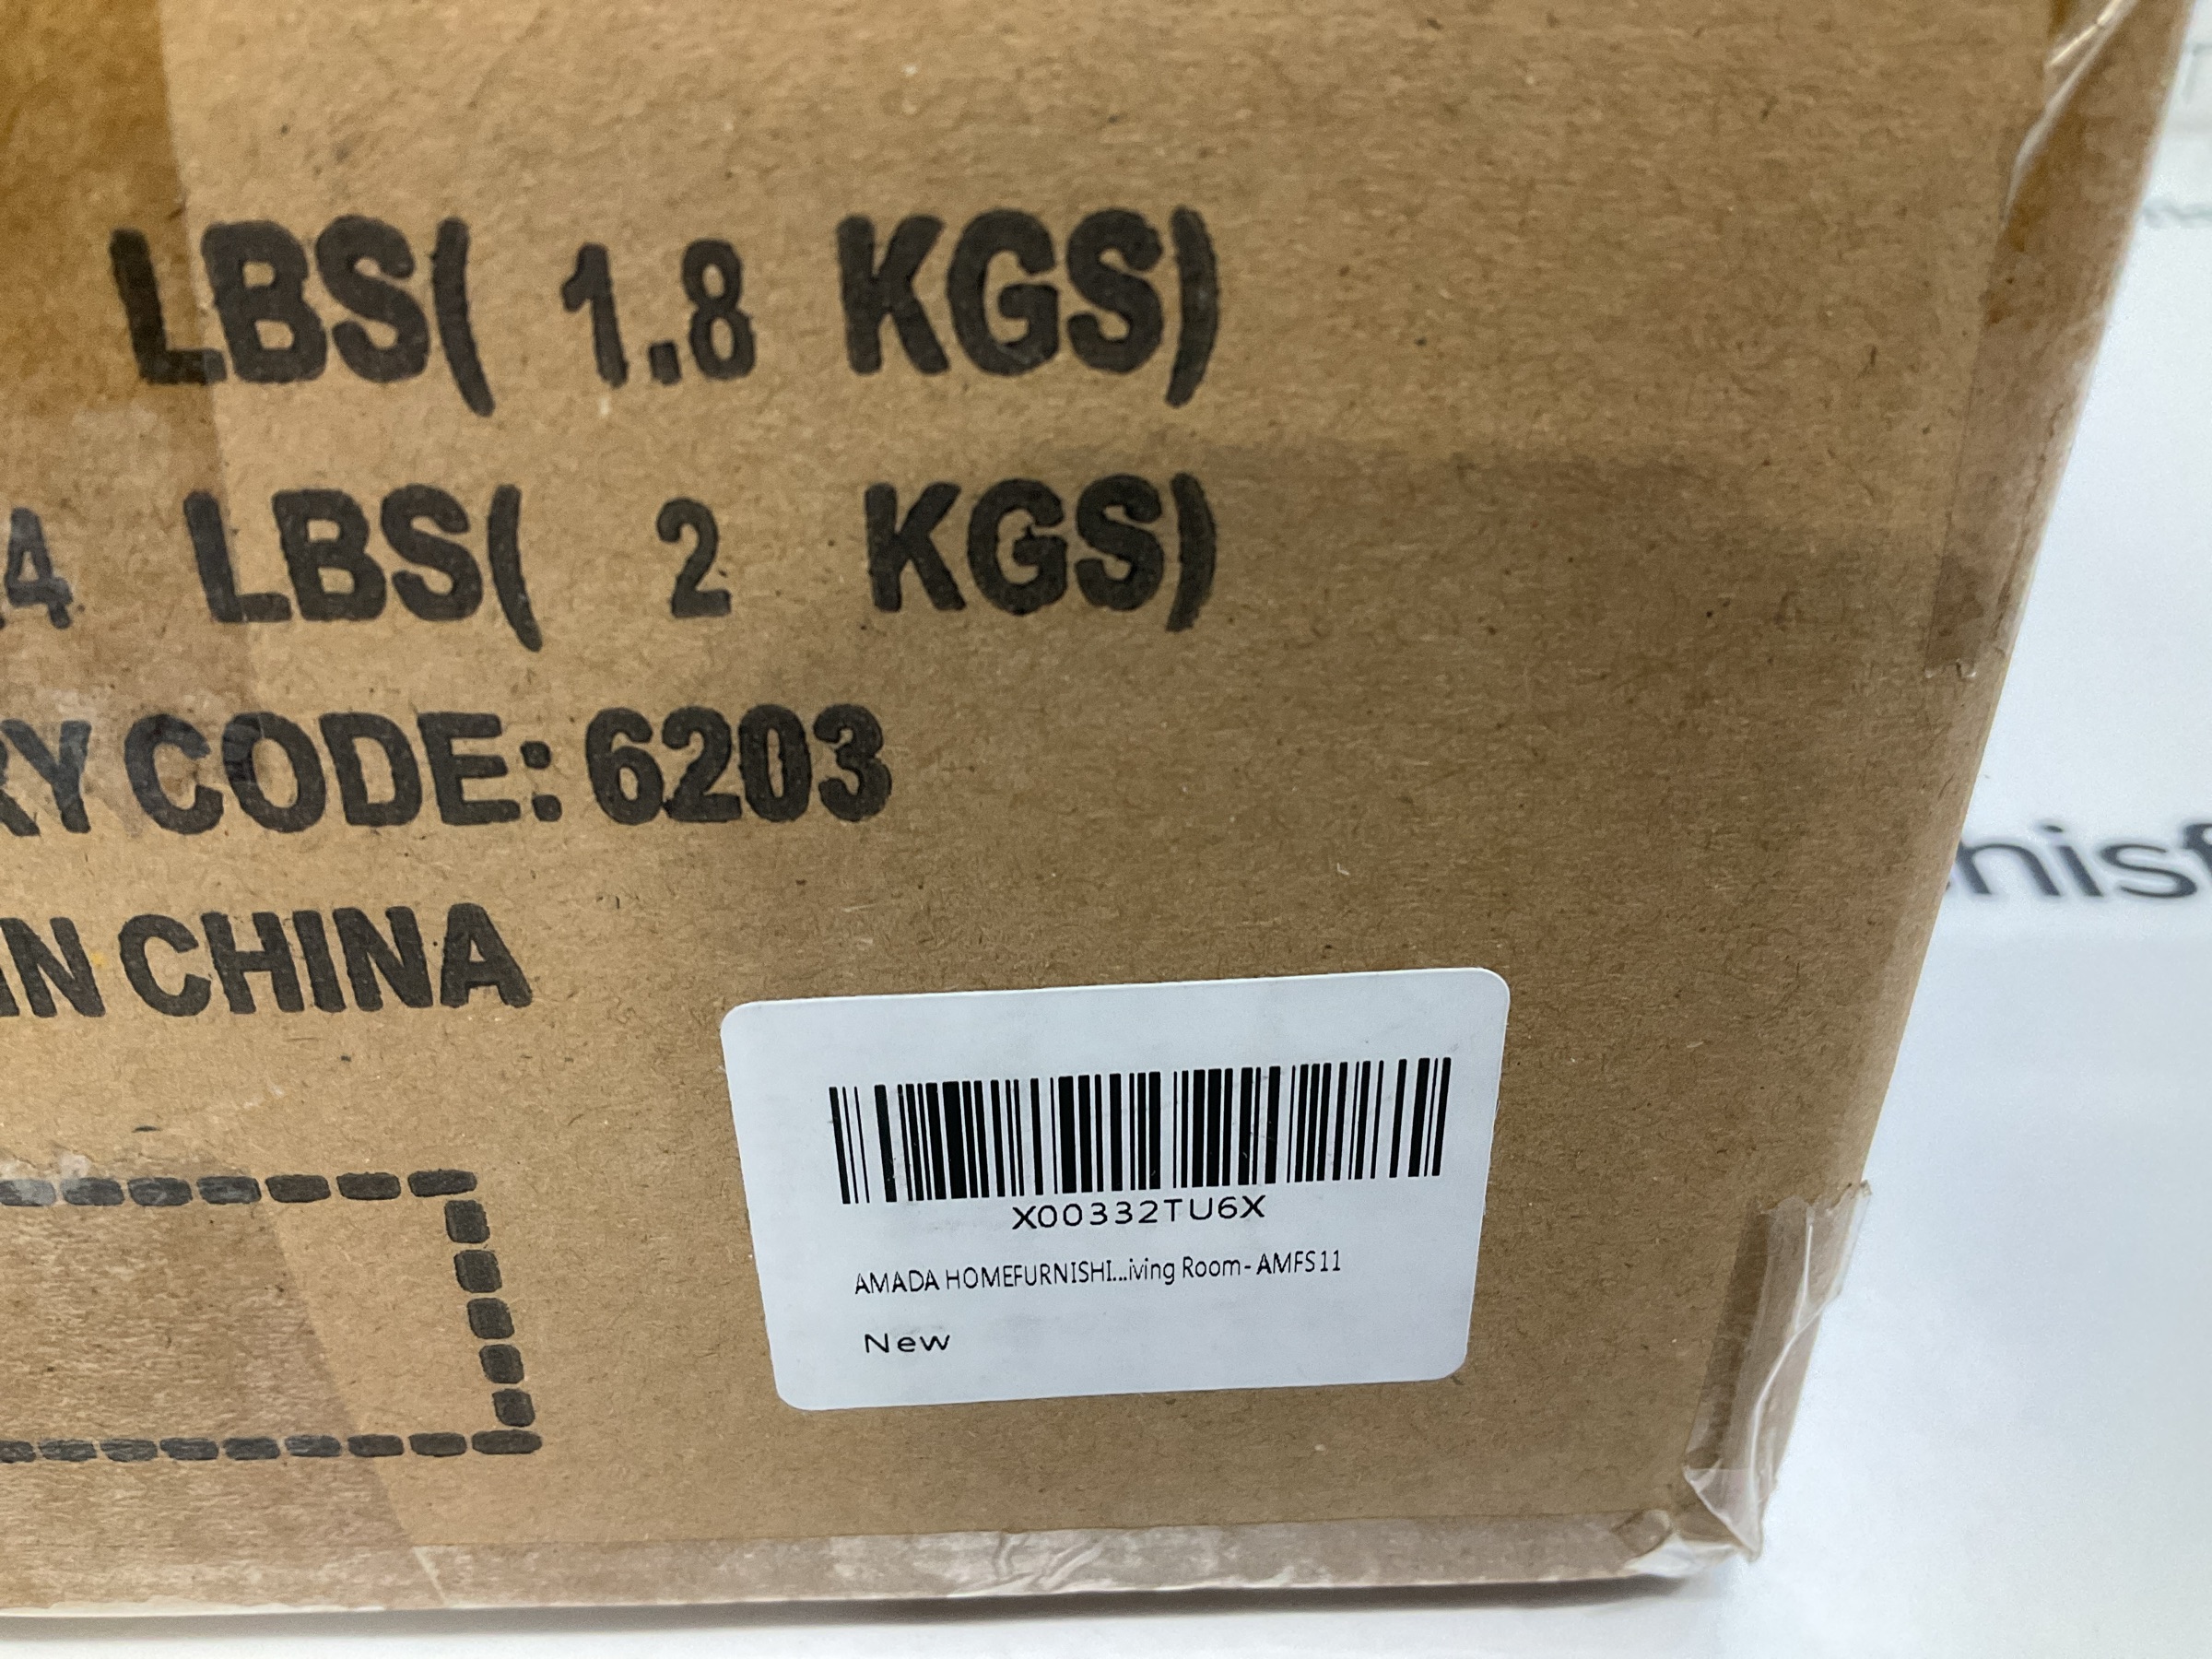 LBS( 1.8 KGS)
4 LBS( 2 KGS)
RY CODE: 6203
IN CHINA
X00332TU6X
AMADA HOMEFURNISHI...iving Room- AMFS11
New
nisf